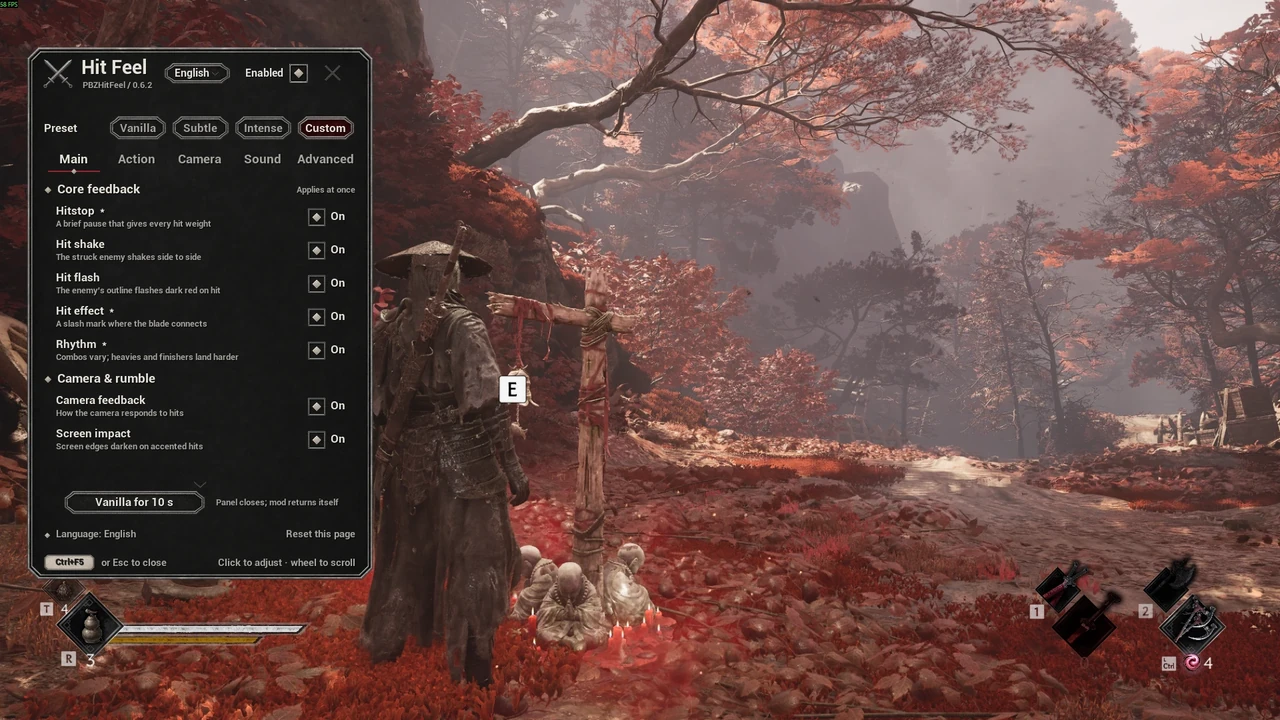 58 FPS
Hit Feel
PBZHitFeel / 0.6.2
English
Enabled
Preset
Vanilla
Subtle
Intense
Custom
Main
Action
Camera
Sound
Advanced
Core feedback
Applies at once
Hitstop
On
A brief pause that gives every hit weight
Hit shake
On
The struck enemy shakes side to side
Hit flash
On
The enemy's outline flashes dark red on hit
Hit effect
On
A slash mark where the blade connects
Rhythm
On
Combos vary; heavies and finishers land harder
Camera & rumble
Camera feedback
On
How the camera responds to hits
Screen impact
On
Screen edges darken on accented hits
Vanilla for 10 s
Panel closes; mod returns itself
Language: English
Reset this page
Ctrl+F5 or Esc to close
Click to adjust · wheel to scroll
E
T 4
R 3
1
2
L Ctrl 4